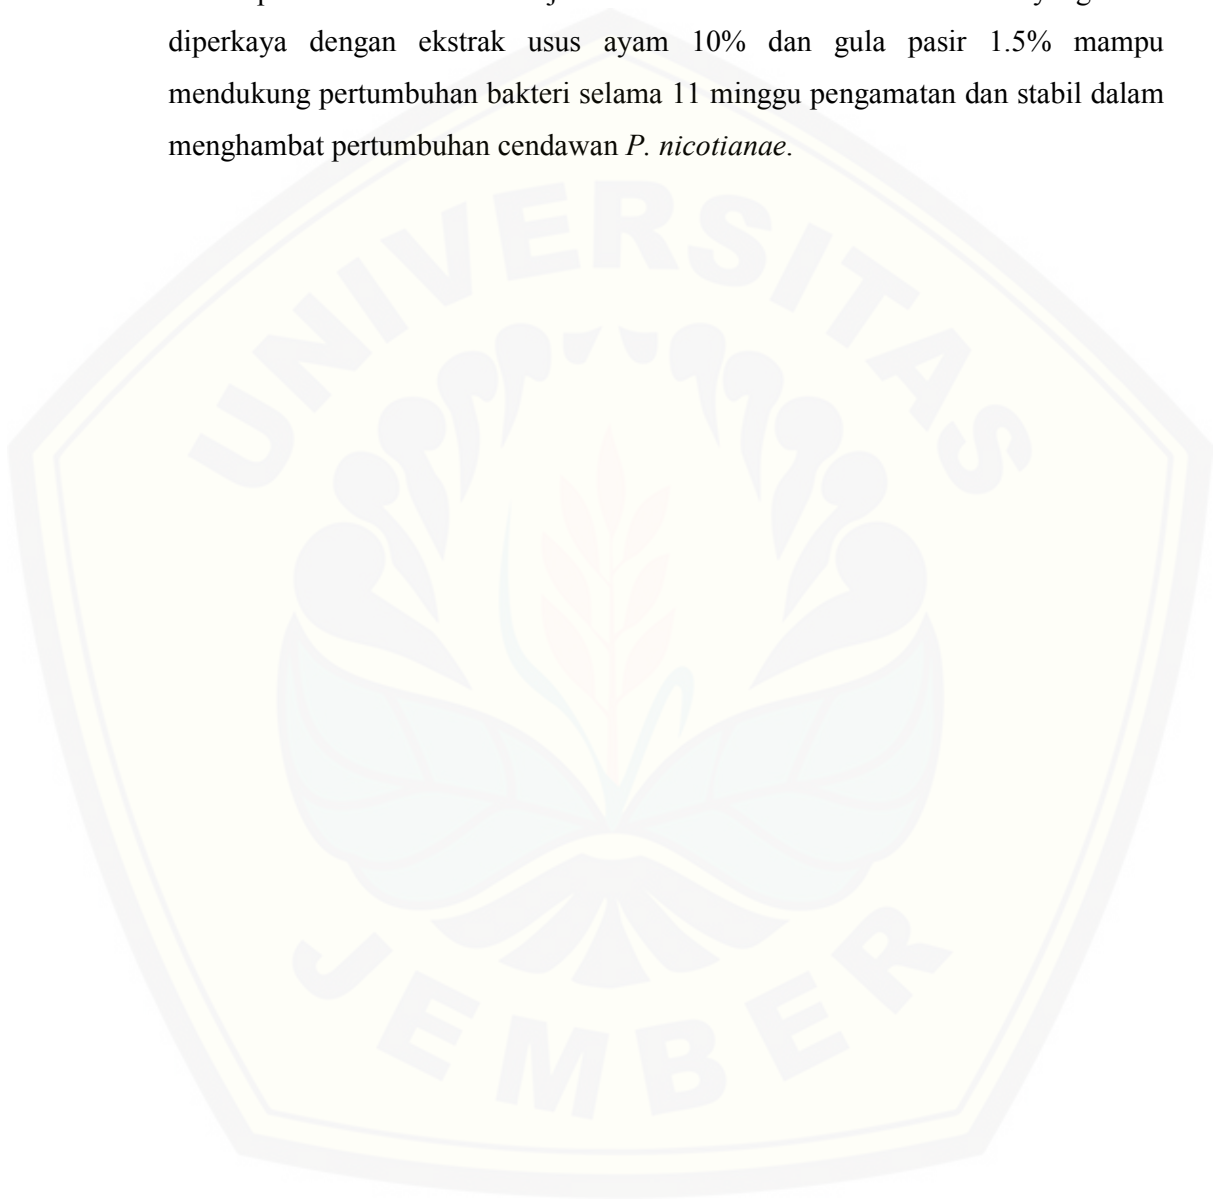 diperkaya dengan ekstrak usus ayam 10% dan gula pasir 1.5% mampu
mendukung pertumbuhan bakteri selama 11 minggu pengamatan dan stabil dalam
menghambat pertumbuhan cendawan P. nicotianae.
UNIVERSITAS
JEMBER